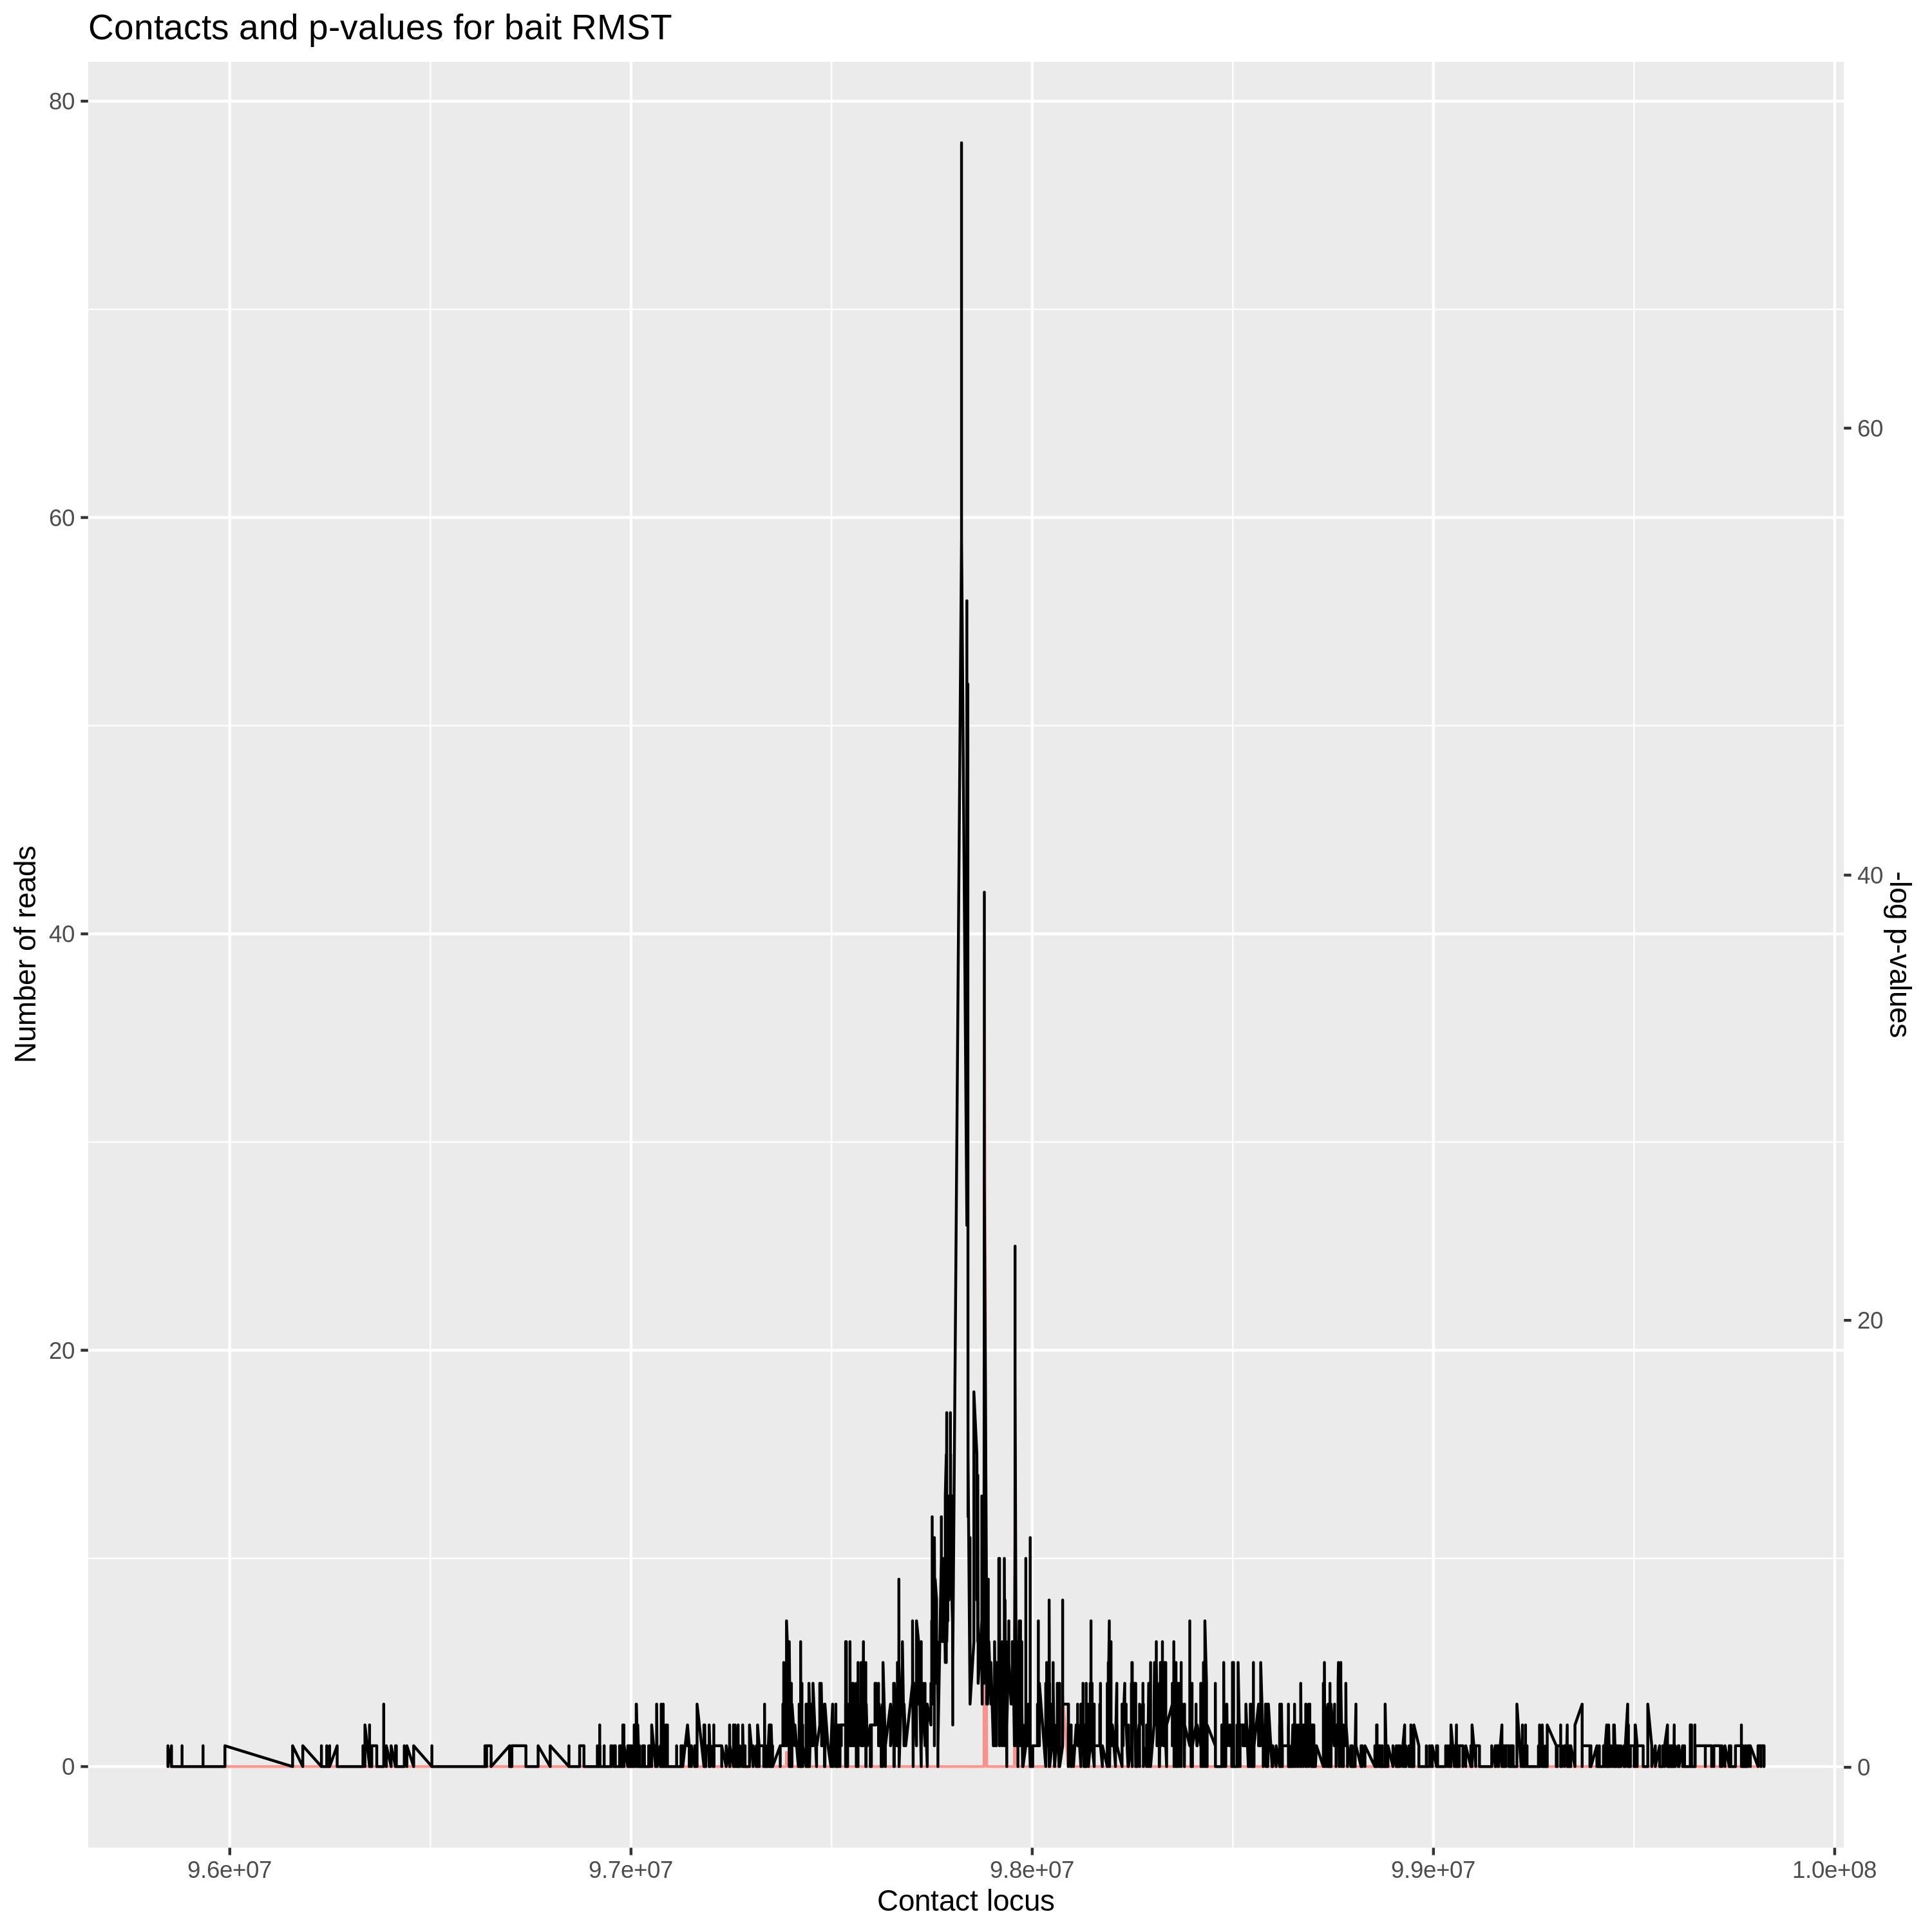 Contacts and p-values for bait RMST
80
60
40
20
0
Number of reads
60
40
20
0
-log p-values
9.6e+07
9.7e+07
9.8e+07
9.9e+07
1.0e+08
Contact locus